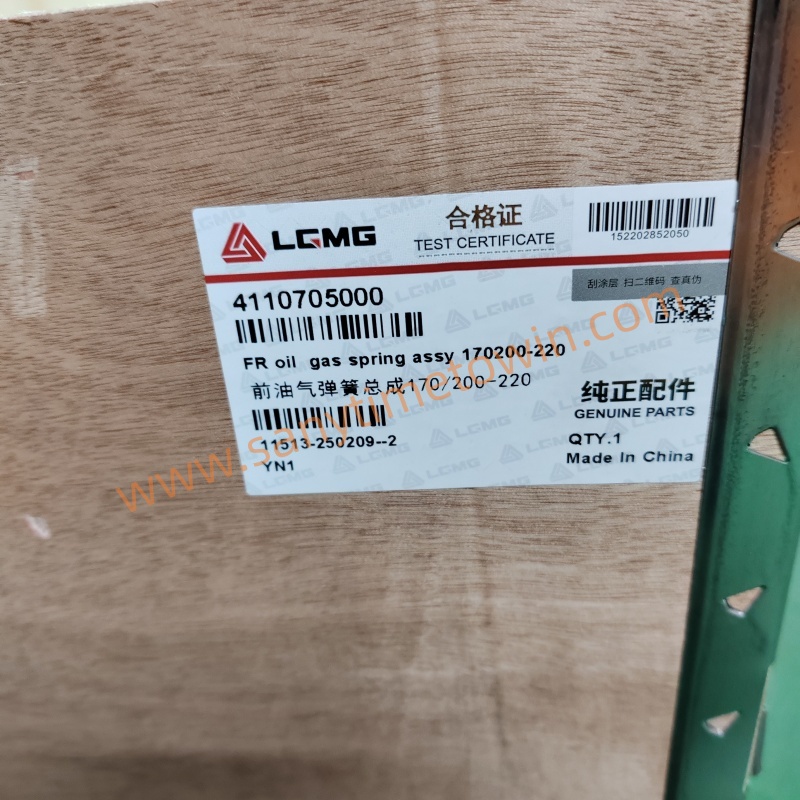 LGMG
合格证
TEST CERTIFICATE
152202852050
刮涂层 扫二维码 查真伪
4110705000
FR oil gas spring assy 170200-220
前油气弹簧总成170/200-220
纯正配件
GENUINE PARTS
11513-250209--2
QTY.1
YN1
Made In China
www.sanytimetowin.com